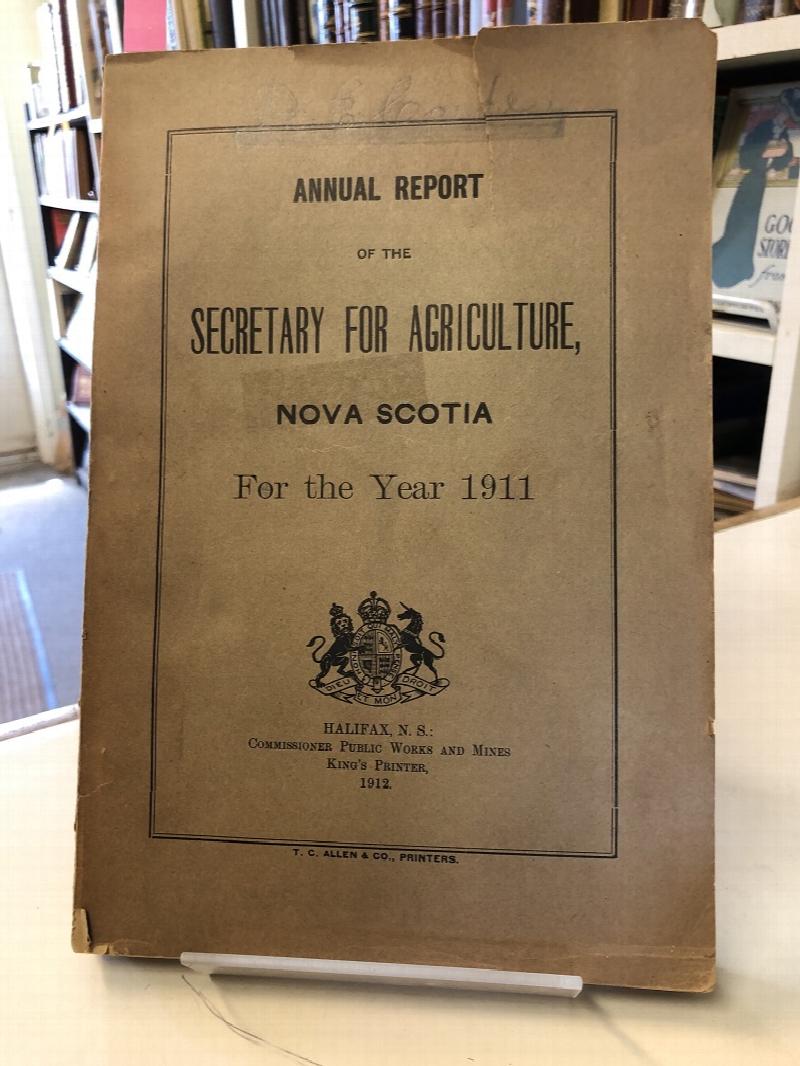 ANNUAL REPORT
OF THE
SECRETARY FOR AGRICULTURE,
NOVA SCOTIA
For the Year 1911
DIEU ET MON DROIT
HALIFAX, N. S.:
COMMISSIONER PUBLIC WORKS AND MINES
KING'S PRINTER,
1912.
T. C. ALLEN & CO., PRINTERS.